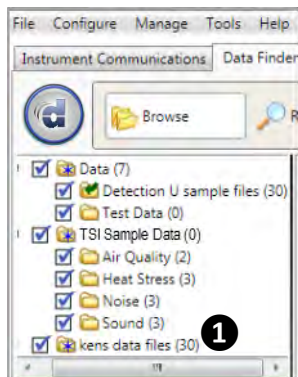 File Configure Manage Tools Help
Instrument Communications Data Finder
Browse
Data (7)
Detection U sample files (30)
Test Data (0)
TSI Sample Data (0)
Air Quality (2)
Heat Stress (3)
Noise (3)
Sound (3)
kens data files (30) 1